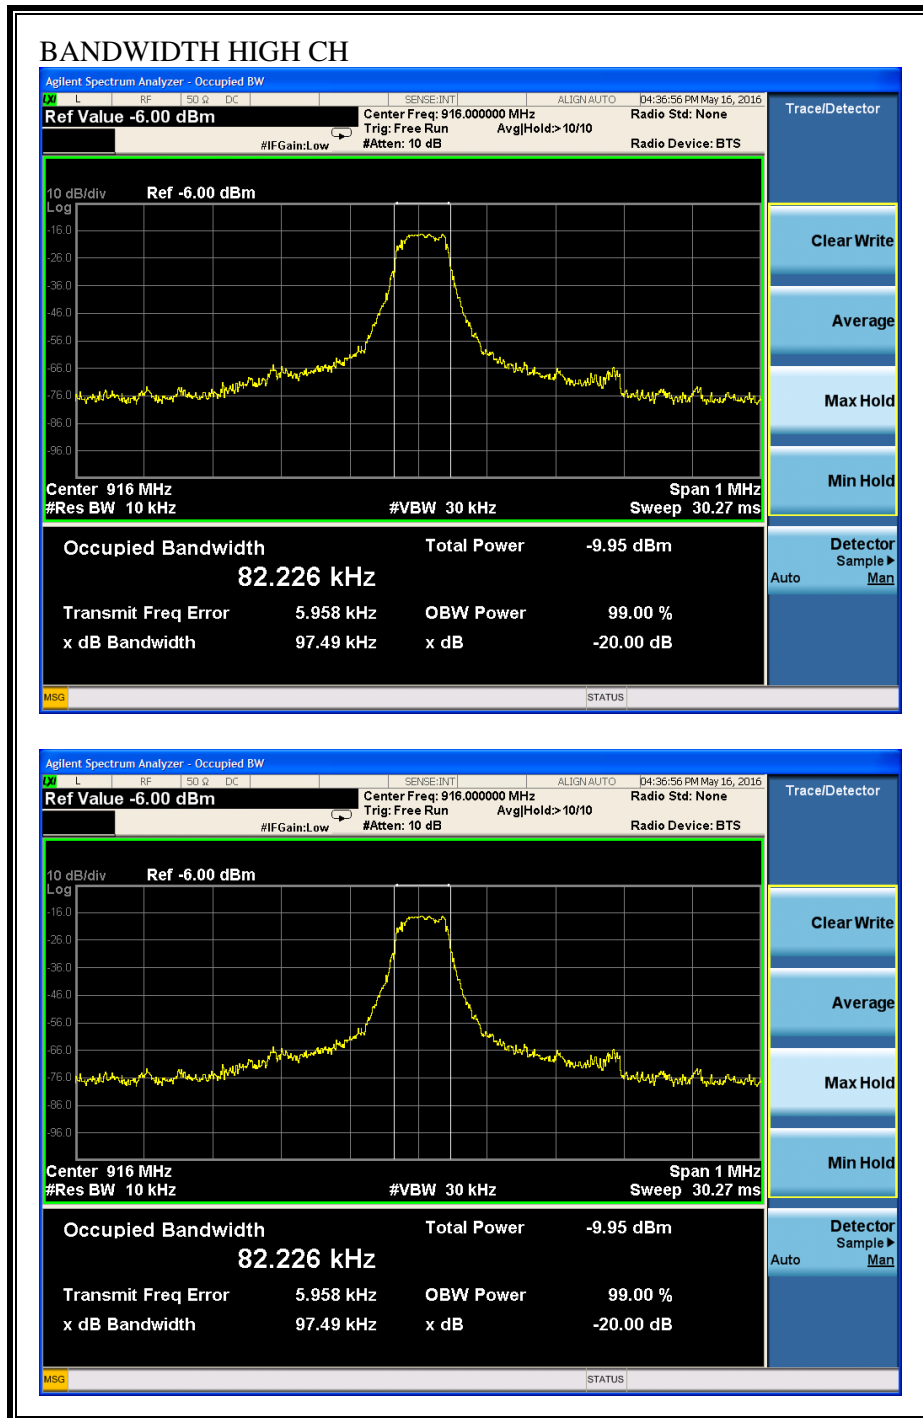 BANDWIDTH HIGH CH
Agilent Spectrum Analyzer - Occupied BW
LXI L RF 50 Ω DC SENSE:INT ALIGN AUTO 04:36:56 PM May 16, 2016
Ref Value -6.00 dBm Center Freq: 916.000000 MHz Radio Std: None
Trig: Free Run Avg|Hold:>10/10
#IFGain:Low #Atten: 10 dB Radio Device: BTS
Trace/Detector
10 dB/div Ref -6.00 dBm
Log
-16.0
-26.0
-36.0
-46.0
-56.0
-66.0
-76.0
-86.0
-96.0
Center 916 MHz Span 1 MHz
#Res BW 10 kHz #VBW 30 kHz Sweep 30.27 ms
Clear Write
Average
Max Hold
Min Hold
Detector
Sample▶
Auto Man
Occupied Bandwidth Total Power -9.95 dBm
82.226 kHz
Transmit Freq Error 5.958 kHz OBW Power 99.00 %
x dB Bandwidth 97.49 kHz x dB -20.00 dB
MSG STATUS
Agilent Spectrum Analyzer - Occupied BW
LXI L RF 50 Ω DC SENSE:INT ALIGN AUTO 04:36:56 PM May 16, 2016
Ref Value -6.00 dBm Center Freq: 916.000000 MHz Radio Std: None
Trig: Free Run Avg|Hold:>10/10
#IFGain:Low #Atten: 10 dB Radio Device: BTS
Trace/Detector
10 dB/div Ref -6.00 dBm
Log
-16.0
-26.0
-36.0
-46.0
-56.0
-66.0
-76.0
-86.0
-96.0
Center 916 MHz Span 1 MHz
#Res BW 10 kHz #VBW 30 kHz Sweep 30.27 ms
Clear Write
Average
Max Hold
Min Hold
Detector
Sample▶
Auto Man
Occupied Bandwidth Total Power -9.95 dBm
82.226 kHz
Transmit Freq Error 5.958 kHz OBW Power 99.00 %
x dB Bandwidth 97.49 kHz x dB -20.00 dB
MSG STATUS